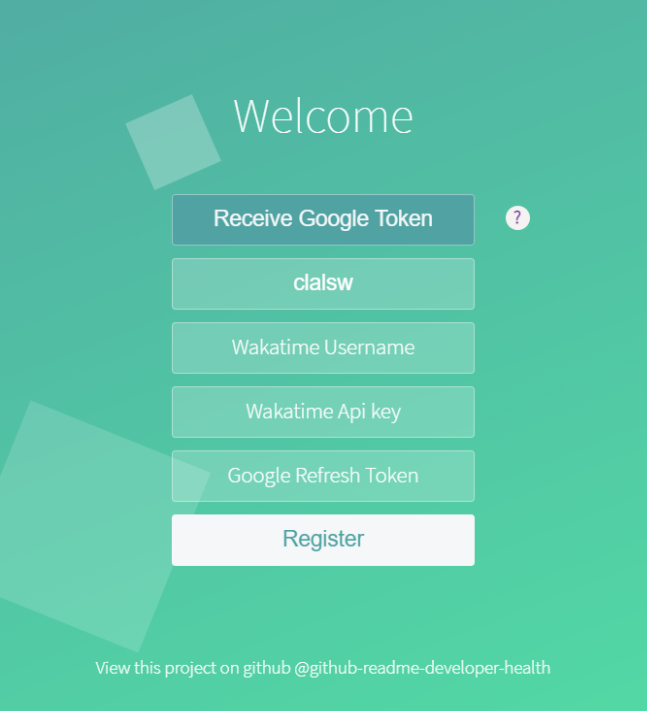 Welcome
Receive Google Token
?
clalsw
Wakatime Username
Wakatime Api key
Google Refresh Token
Register
View this project on github @github-readme-developer-health